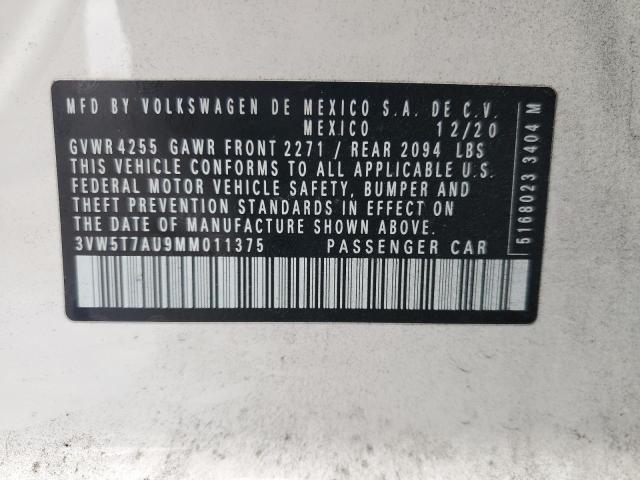 MFD BY VOLKSWAGEN DE MEXICO S.A. DE C.V.
MEXICO 12/20
GVWR 4255 GAWR FRONT 2271 / REAR 2094 LBS
THIS VEHICLE CONFORMS TO ALL APPLICABLE U.S.
FEDERAL MOTOR VEHICLE SAFETY, BUMPER AND
THEFT PREVENTION STANDARDS IN EFFECT ON
THE DATE OF MANUFACTURE SHOWN ABOVE.
3VW5T7AU9MM011375 PASSENGER CAR
5168023 3404 M